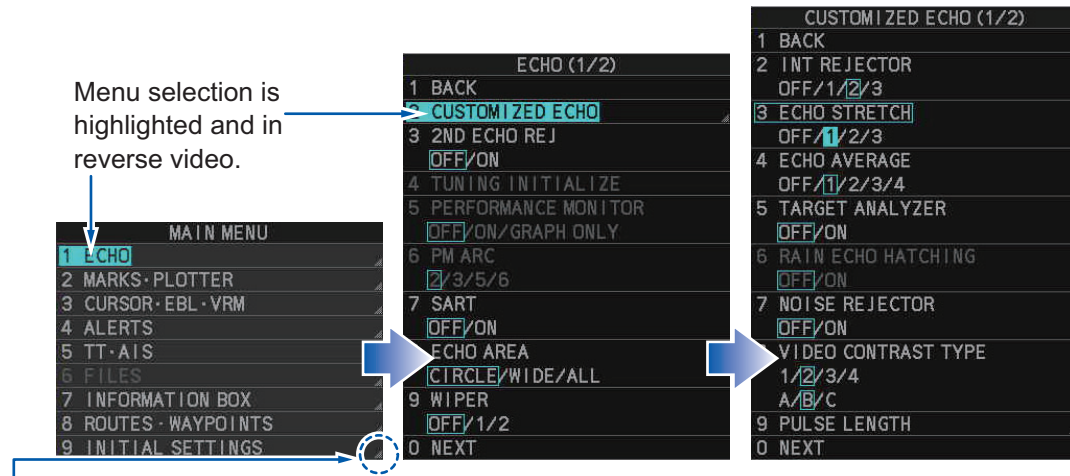 Menu selection is
highlighted and in
reverse video.
MAIN MENU
1 ECHO
2 MARKS·PLOTTER
3 CURSOR·EBL·VRM
4 ALERTS
5 TT·AIS
6 FILES
7 INFORMATION BOX
8 ROUTES·WAYPOINTS
9 INITIAL SETTINGS
ECHO (1/2)
1 BACK
2 CUSTOMIZED ECHO
3 2ND ECHO REJ
OFF/ON
4 TUNING INITIALIZE
5 PERFORMANCE MONITOR
OFF/ON/GRAPH ONLY
6 PM ARC
2/3/5/6
7 SART
OFF/ON
ECHO AREA
CIRCLE/WIDE/ALL
9 WIPER
OFF/1/2
0 NEXT
CUSTOMIZED ECHO (1/2)
1 BACK
2 INT REJECTOR
OFF/1/2/3
3 ECHO STRETCH
OFF/1/2/3
4 ECHO AVERAGE
OFF/1/2/3/4
5 TARGET ANALYZER
OFF/ON
6 RAIN ECHO HATCHING
OFF/ON
7 NOISE REJECTOR
OFF/ON
VIDEO CONTRAST TYPE
1/2/3/4
A/B/C
9 PULSE LENGTH
0 NEXT